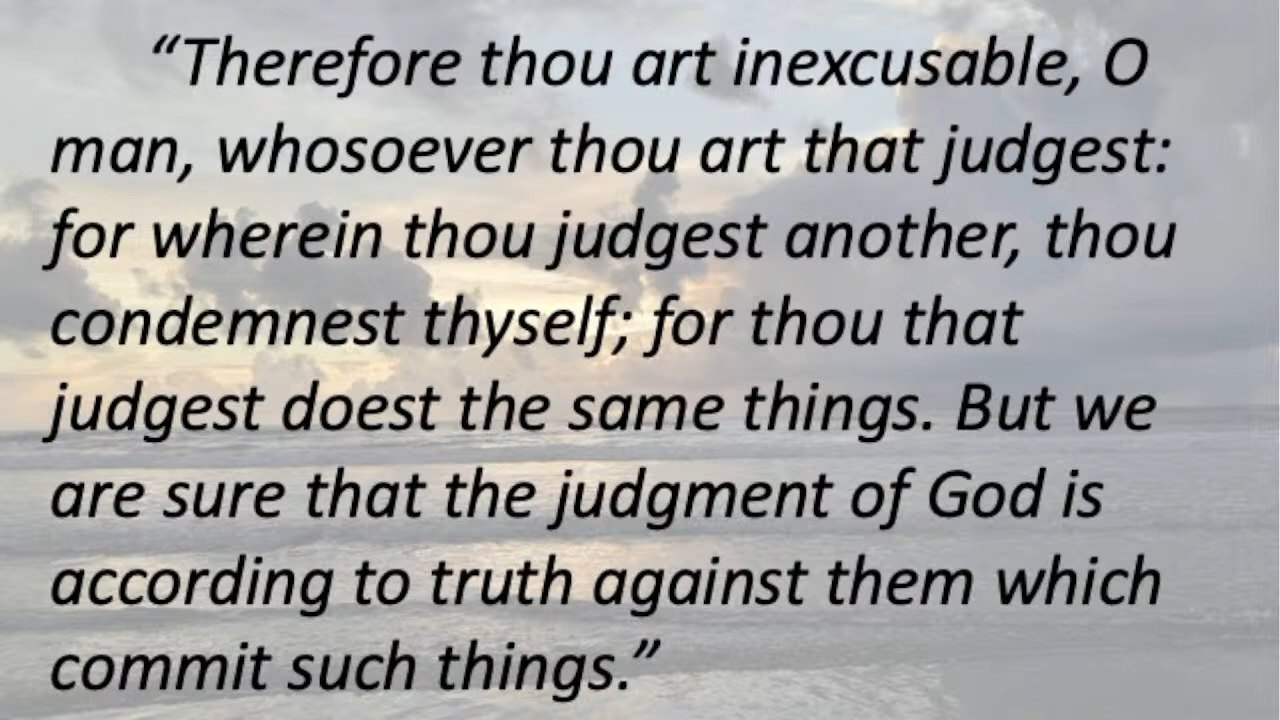 “Therefore thou art inexcusable, O
man, whosoever thou art that judgest:
for wherein thou judgest another, thou
condemnest thyself; for thou that
judgest doest the same things. But we
are sure that the judgment of God is
according to truth against them which
commit such things.”